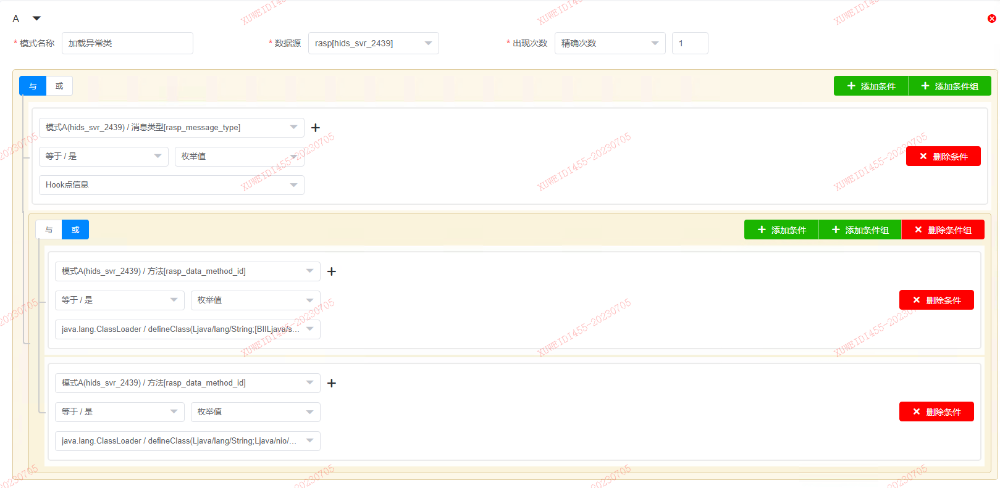 A
* 模式名称 加载异常类 * 数据源 rasp[hids_svr_2439] * 出现次数 精确次数 1
与 或 添加条件 添加条件组
模式A(hids_svr_2439) / 消息类型[rasp_message_type]
等于 / 是 枚举值 删除条件
Hook点信息
与 或 添加条件 添加条件组 删除条件组
模式A(hids_svr_2439) / 方法[rasp_data_method_id]
等于 / 是 枚举值 删除条件
java.lang.ClassLoader / defineClass(Ljava/lang/String;[BIILjava/s...
模式A(hids_svr_2439) / 方法[rasp_data_method_id]
等于 / 是 枚举值 删除条件
java.lang.ClassLoader / defineClass(Ljava/lang/String;Ljava/nio/...
XUWEIDI455-20230705